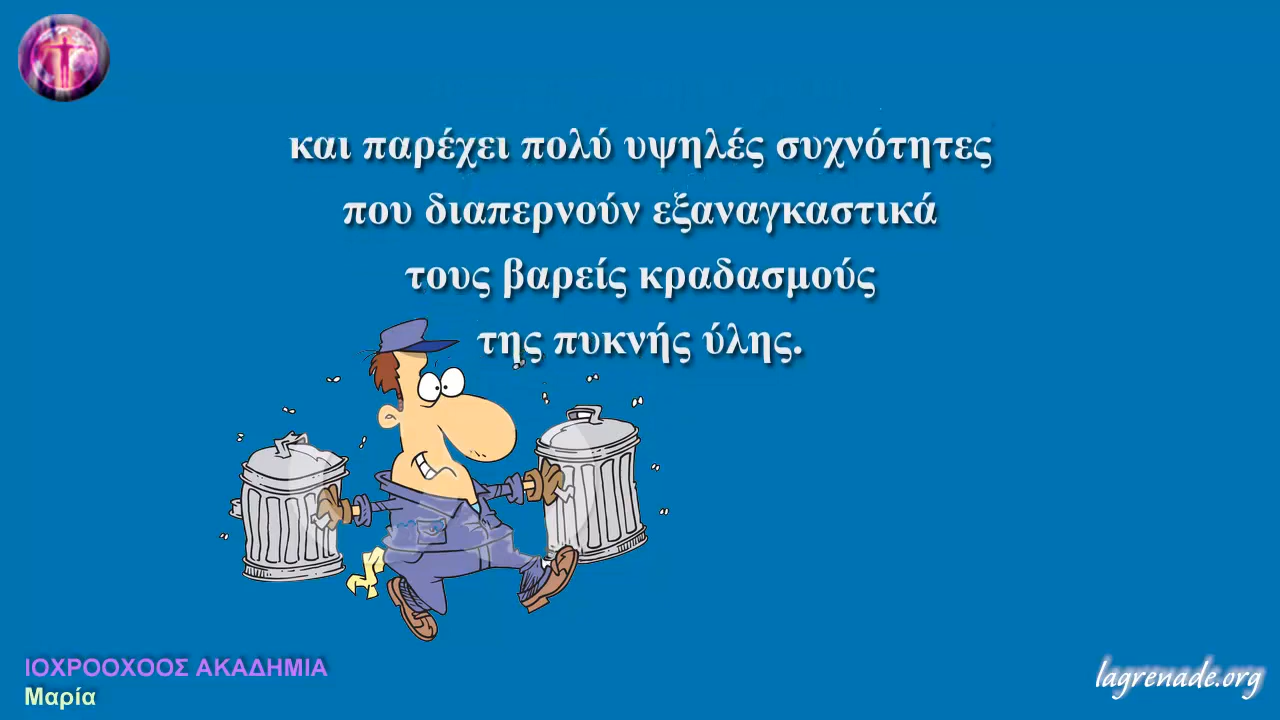 και παρέχει πολύ υψηλές συχνότητες
που διαπερνούν εξαναγκαστικά
τους βαρείς κραδασμούς
της πυκνής ύλης.
ΙΟΧΡΟΟΧΟΟΣ ΑΚΑΔΗΜΙΑ
Μαρία
lagrenade.org